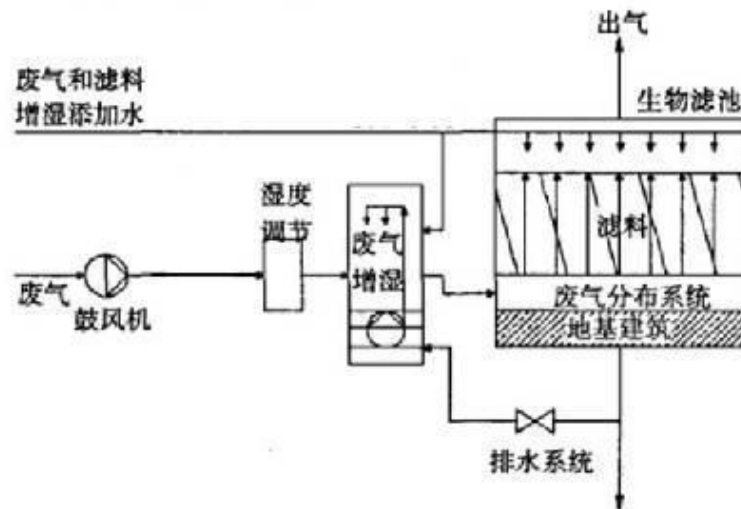 出气
废气和滤料
增湿添加水
生物滤池
湿度
调节
废气
增湿
滤料
废气
鼓风机
废气分布系统
地基建筑
排水系统